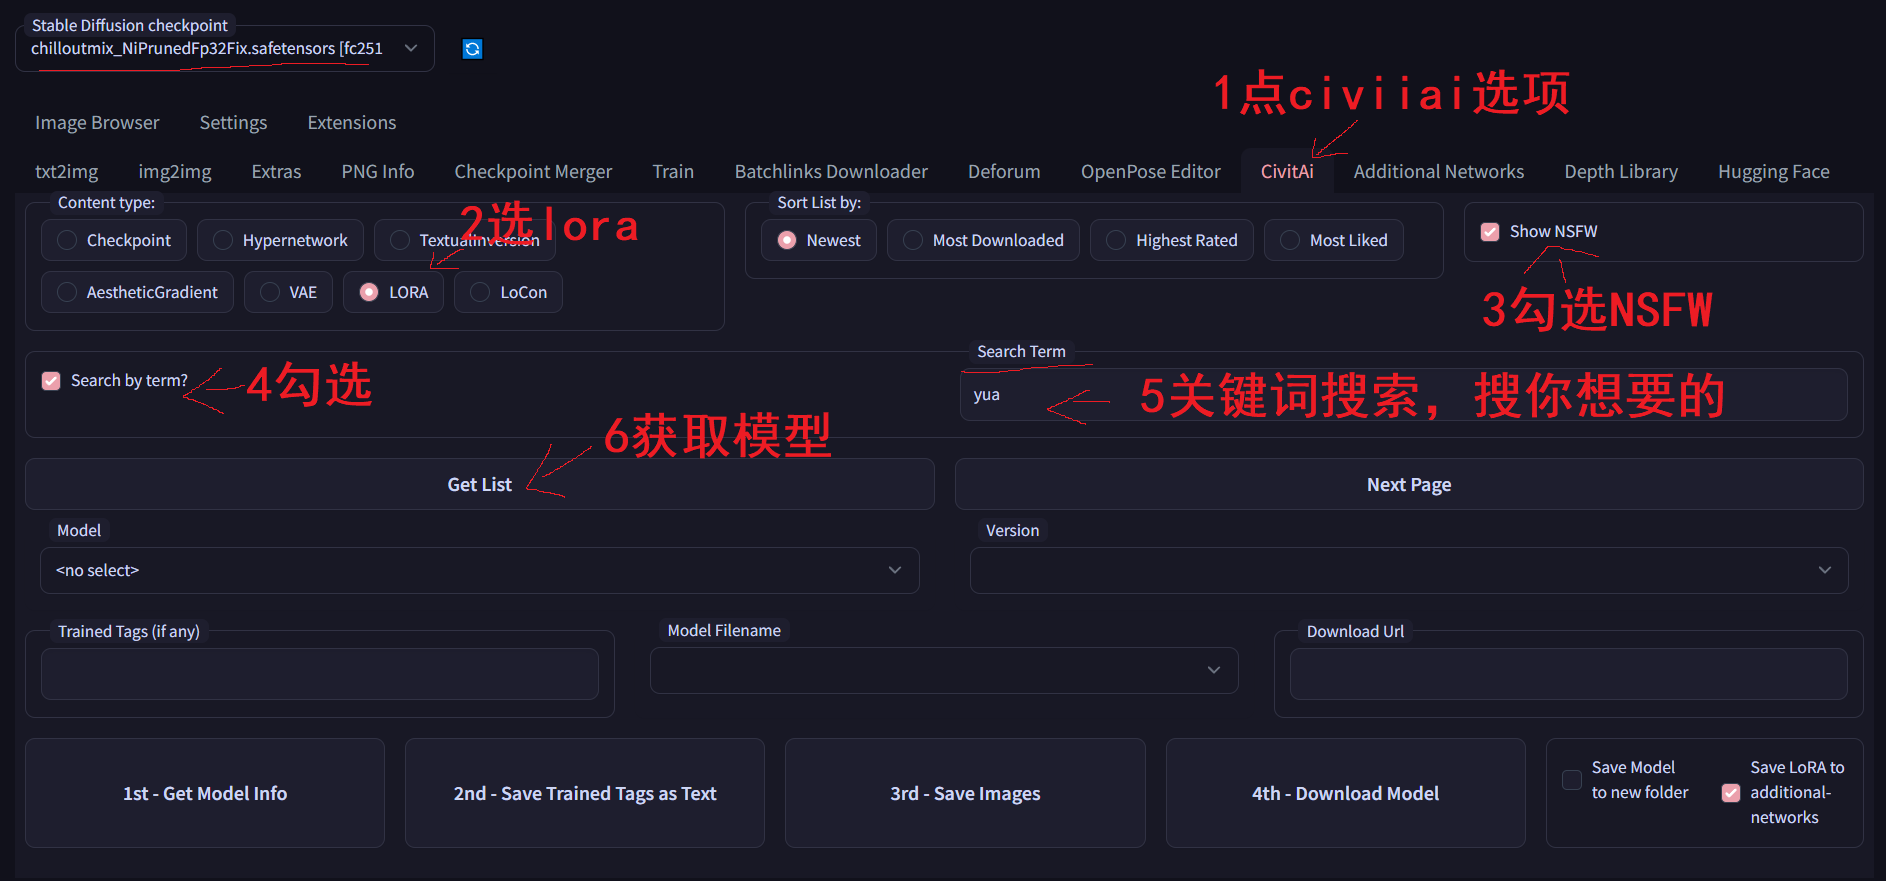 Stable Diffusion checkpoint
chilloutmix_NiPrunedFp32Fix.safetensors [fc251
1点civiiai选项
Image Browser Settings Extensions
txt2img img2img Extras PNG Info Checkpoint Merger Train Batchlinks Downloader Deforum OpenPose Editor CivitAi Additional Networks Depth Library Hugging Face
Content type:
2选lora
Checkpoint Hypernetwork TextualInversion
AestheticGradient VAE LORA LoCon
Sort List by:
Newest Most Downloaded Highest Rated Most Liked
Show NSFW
3勾选NSFW
Search by term?
4勾选
Search Term
yua
5关键词搜索，搜你想要的
6获取模型
Get List
Next Page
Model
<no select>
Version
Trained Tags (if any)
Model Filename
Download Url
1st - Get Model Info
2nd - Save Trained Tags as Text
3rd - Save Images
4th - Download Model
Save Model
to new folder
Save LoRA to
additional-
networks